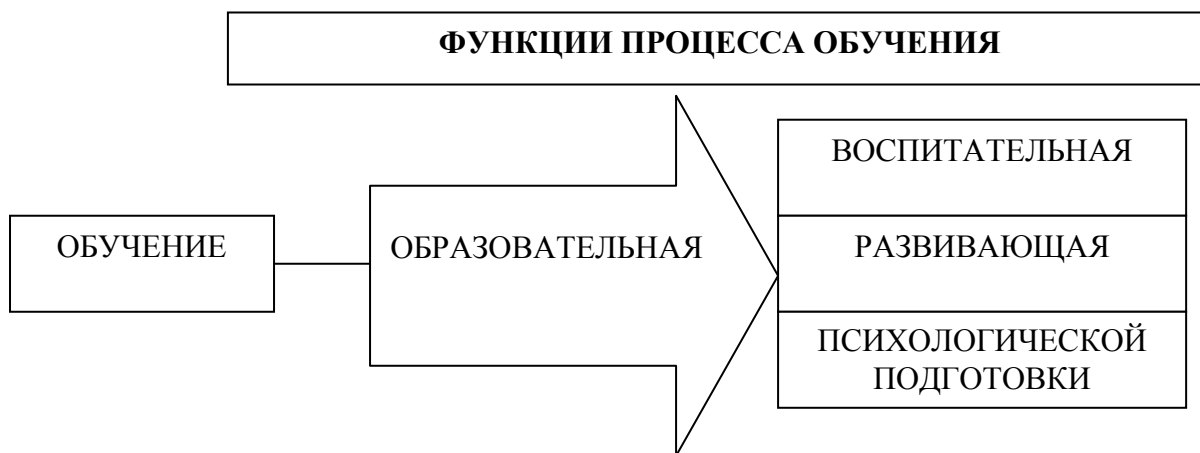 ФУНКЦИИ ПРОЦЕССА ОБУЧЕНИЯ
ОБУЧЕНИЕ
ОБРАЗОВАТЕЛЬНАЯ
ВОСПИТАТЕЛЬНАЯ
РАЗВИВАЮЩАЯ
ПСИХОЛОГИЧЕСКОЙ
ПОДГОТОВКИ